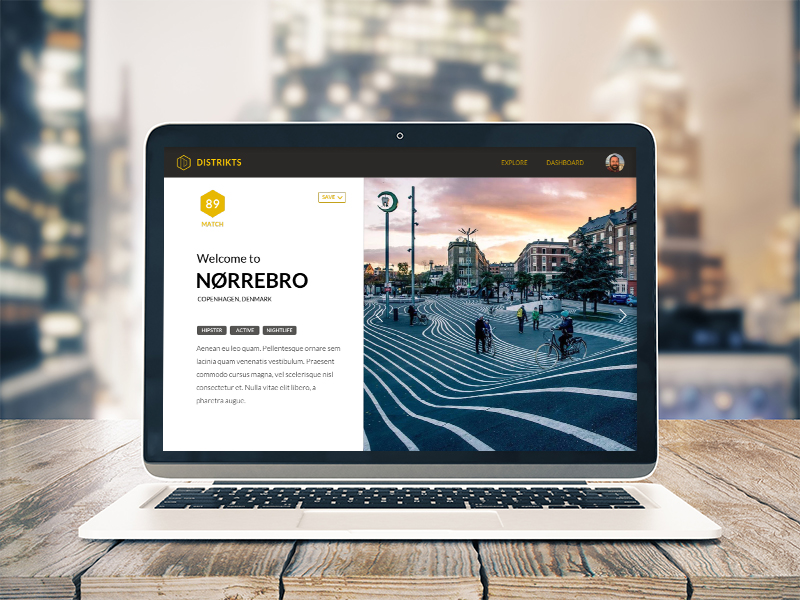 DISTRIKTS
EXPLORE
DASHBOARD
89
MATCH
SAVE
Welcome to
NØRREBRO
COPENHAGEN, DENMARK
HIPSTER
ACTIVE
NIGHTLIFE
Aenean eu leo quam. Pellentesque ornare sem
lacinia quam venenatis vestibulum. Praesent
commodo cursus magna, vel scelerisque nisl
consectetur et. Nulla vitae elit libero, a
pharetra augue.